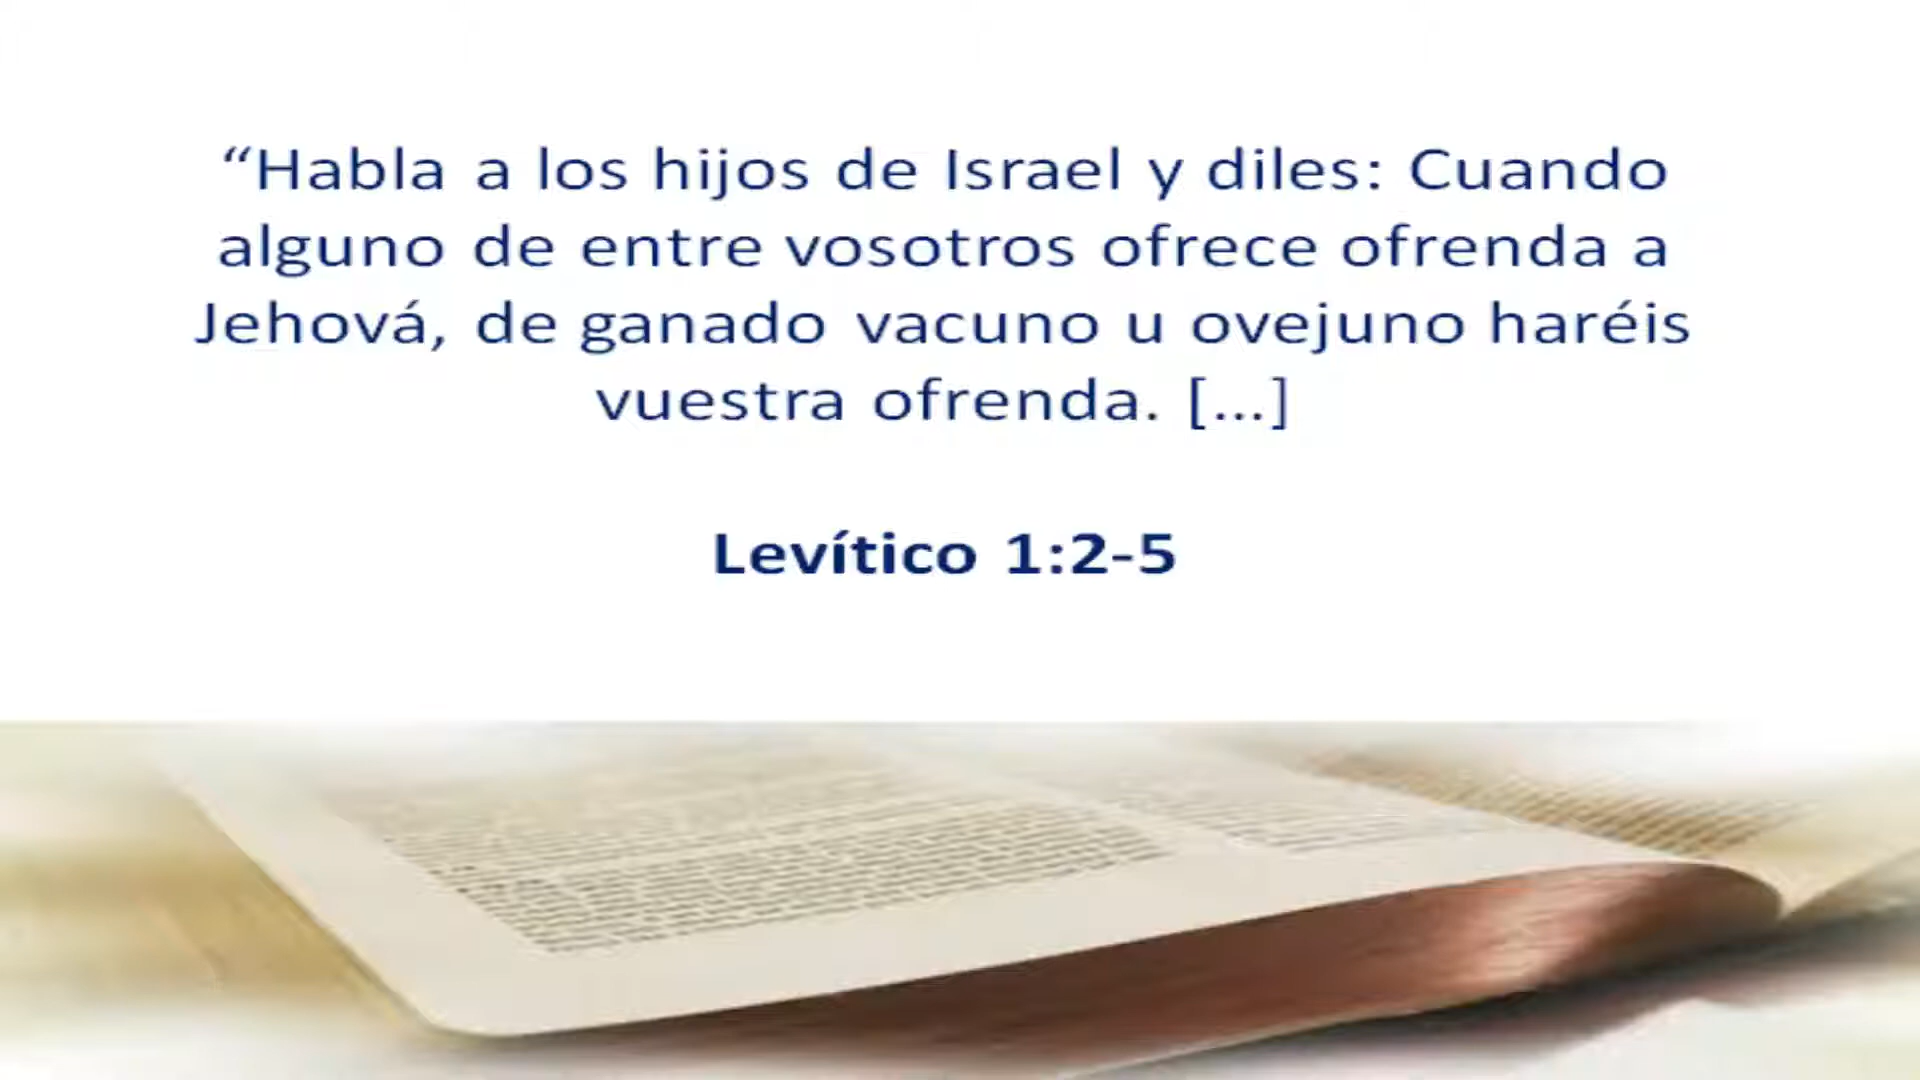 “Habla a los hijos de Israel y diles: Cuando
alguno de entre vosotros ofrece ofrenda a
Jehová, de ganado vacuno u ovejuno haréis
vuestra ofrenda. [...]
Levítico 1:2-5